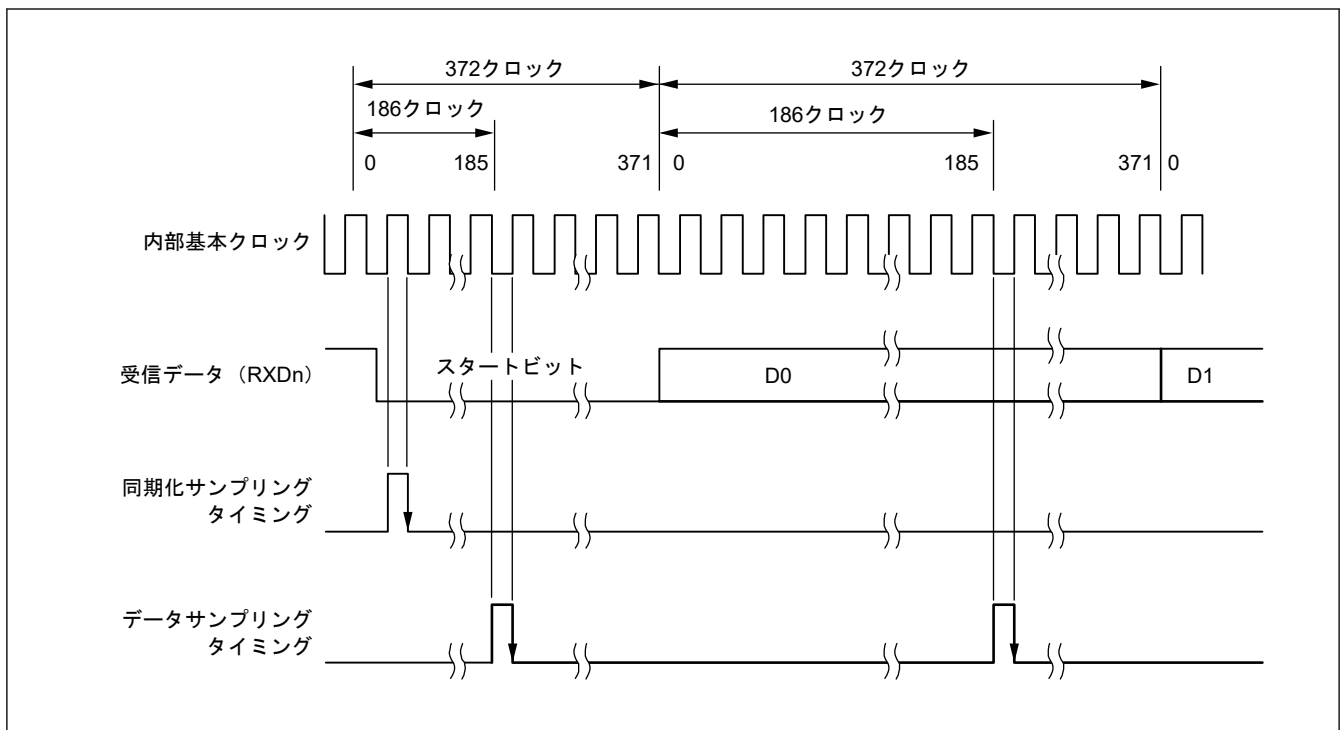 372クロック 372クロック
186クロック 186クロック
0 185 371 0 185 371 0
内部基本クロック
受信データ（RXDn） スタートビット D0 D1
同期化サンプリング
タイミング
データサンプリング
タイミング